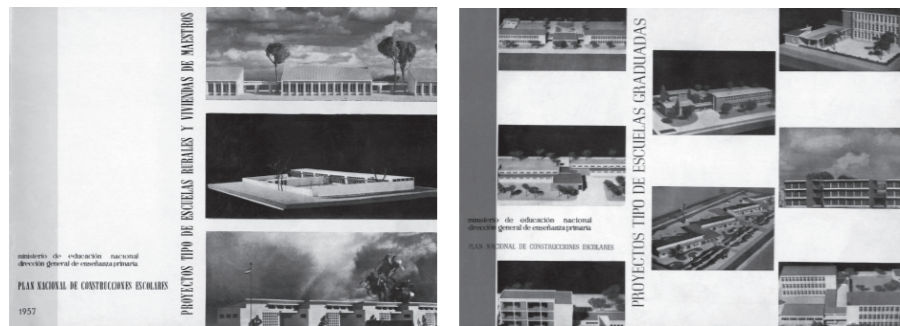 PROYECTOS TIPO DE ESCUELAS RURALES Y VIVIENDAS DE MAESTROS
ministerio de educación nacional
dirección general de enseñanza primaria
PLAN NACIONAL DE CONSTRUCCIONES ESCOLARES
1957
PROYECTOS TIPO DE ESCUELAS GRADUADAS
ministerio de educación nacional
dirección general de enseñanza primaria
PLAN NACIONAL DE CONSTRUCCIONES ESCOLARES